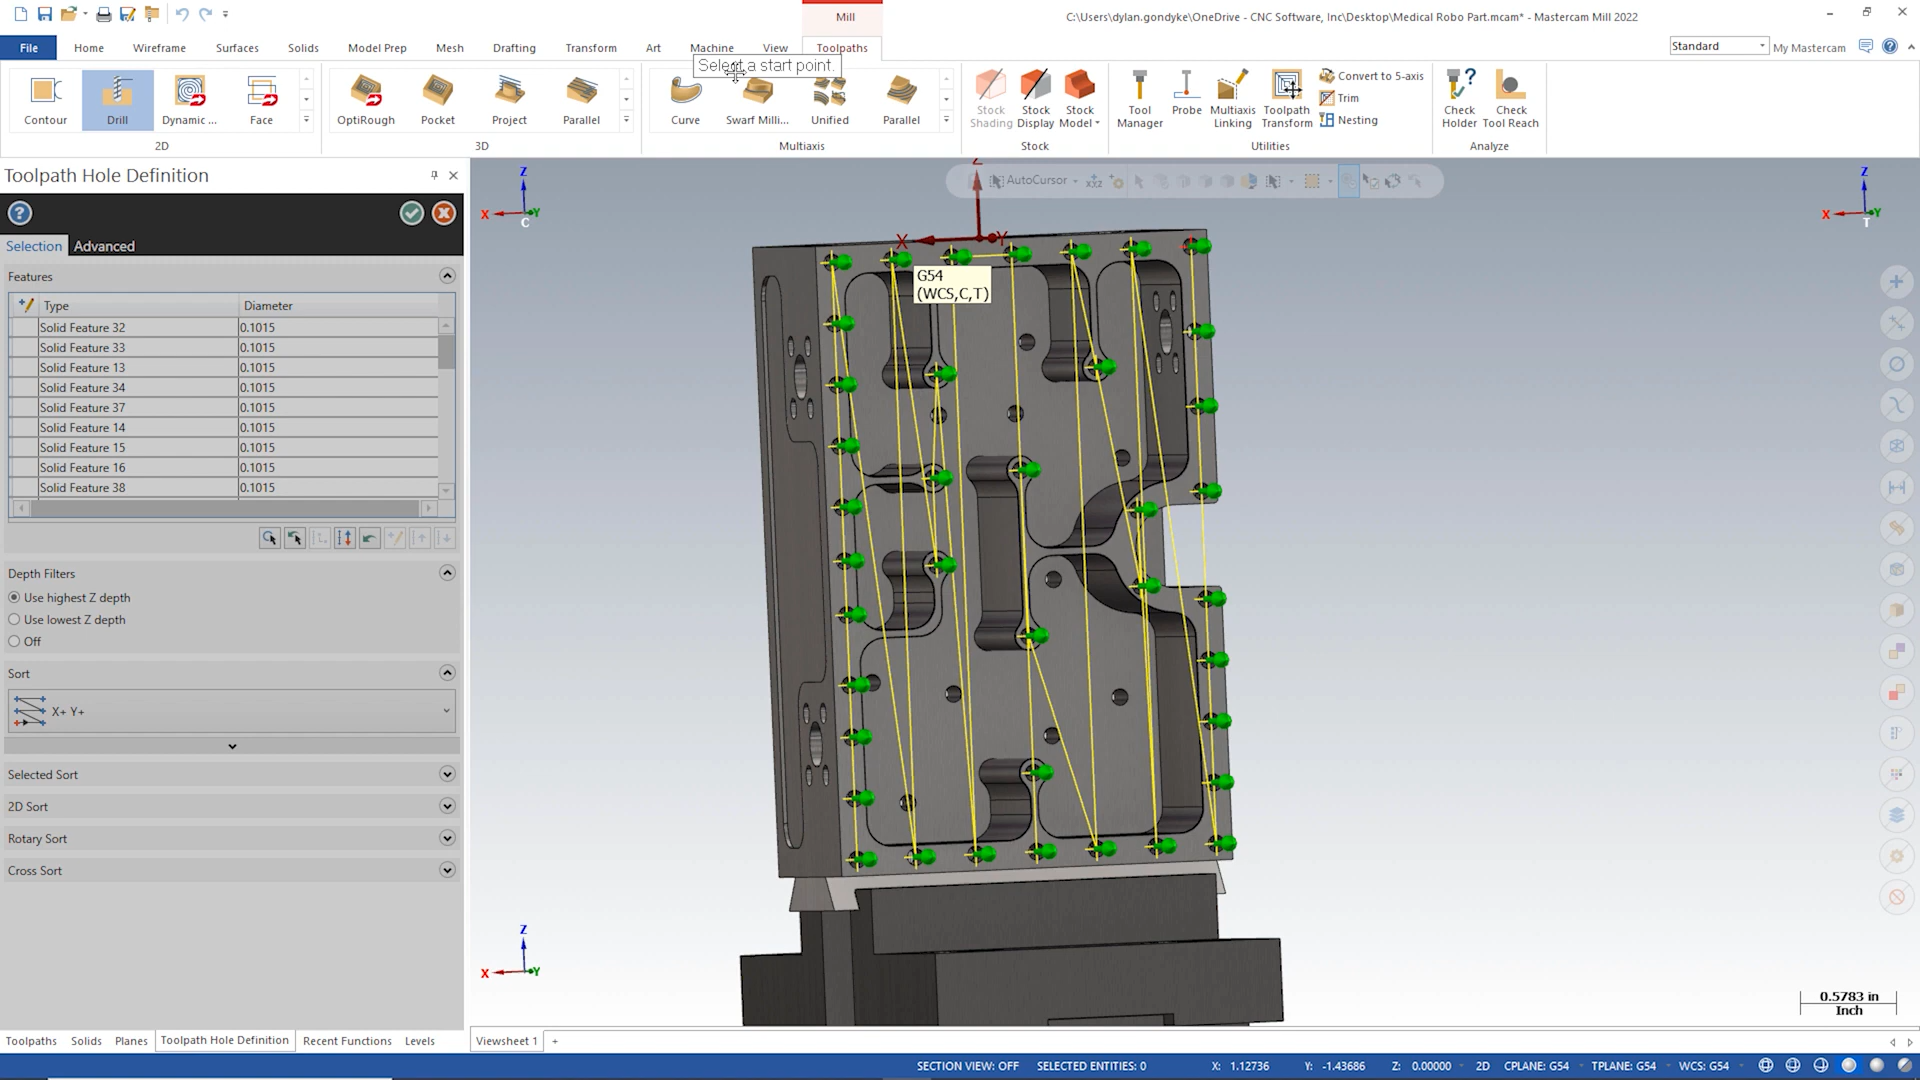 Mill
C:\Users\dylan.gondyke\OneDrive - CNC Software, Inc\Desktop\Medical Robo Part.mcam* - Mastercam Mill 2022
File
Home
Wireframe
Surfaces
Solids
Model Prep
Mesh
Drafting
Transform
Art
Machine
View
Toolpaths
Standard
My Mastercam
Select a start point.
Contour
Drill
Dynamic ...
Face
OptiRough
Pocket
Project
Parallel
Curve
Swarf Milli...
Unified
Parallel
Stock Shading
Stock Display
Stock Model
Tool Manager
Probe
Multiaxis Linking
Toolpath Transform
Convert to 5-axis
Trim
Nesting
Check Holder
Check Tool Reach
2D
3D
Multiaxis
Stock
Utilities
Analyze
Toolpath Hole Definition
Selection
Advanced
Features
Type Diameter
Solid Feature 32 0.1015
Solid Feature 33 0.1015
Solid Feature 13 0.1015
Solid Feature 34 0.1015
Solid Feature 37 0.1015
Solid Feature 14 0.1015
Solid Feature 15 0.1015
Solid Feature 16 0.1015
Solid Feature 38 0.1015
Depth Filters
Use highest Z depth
Use lowest Z depth
Off
Sort
X+ Y+
Selected Sort
2D Sort
Rotary Sort
Cross Sort
AutoCursor
Z
X
Y
C
Z
X
Y
G54
(WCS,C,T)
Z
X
Y
T
Z
X
Y
0.5783 in
Inch
Toolpaths
Solids
Planes
Toolpath Hole Definition
Recent Functions
Levels
Viewsheet 1
+
SECTION VIEW: OFF
SELECTED ENTITIES: 0
X: 1.12736
Y: -1.43686
Z: 0.00000
2D
CPLANE: G54
TPLANE: G54
WCS: G54